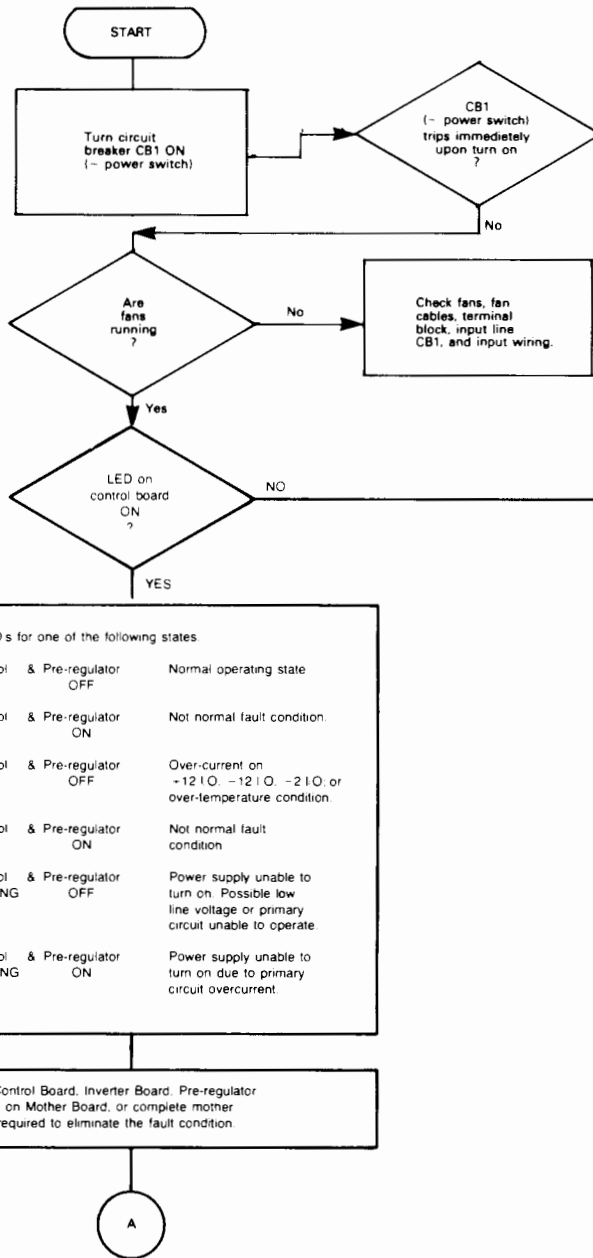 START
Turn circuit
breaker CB1 ON
(~ power switch)
CB1
(~ power switch)
trips immedietely
upon turn on
?
No
Are
fans
running
?
No
Check fans, fan
cables, terminal
block, input line
CB1, and input wiring.
Yes
LED on
control board
ON
?
NO
YES
s for one of the following states.
& Pre-regulator Normal operating state
OFF
& Pre-regulator Not normal fault condition.
ON
& Pre-regulator Over-current on
OFF +12 I.O. -12 I.O. -2 I.O; or
over-temperature condition.
& Pre-regulator Not normal fault
ON condition
& Pre-regulator Power supply unable to
NG OFF turn on. Possible low
line voltage or primary
circuit unable to operate.
& Pre-regulator Power supply unable to
NG ON turn on due to primary
circuit overcurrent.
Control Board, Inverter Board, Pre-regulator
on Mother Board, or complete mother
required to eliminate the fault condition.
A